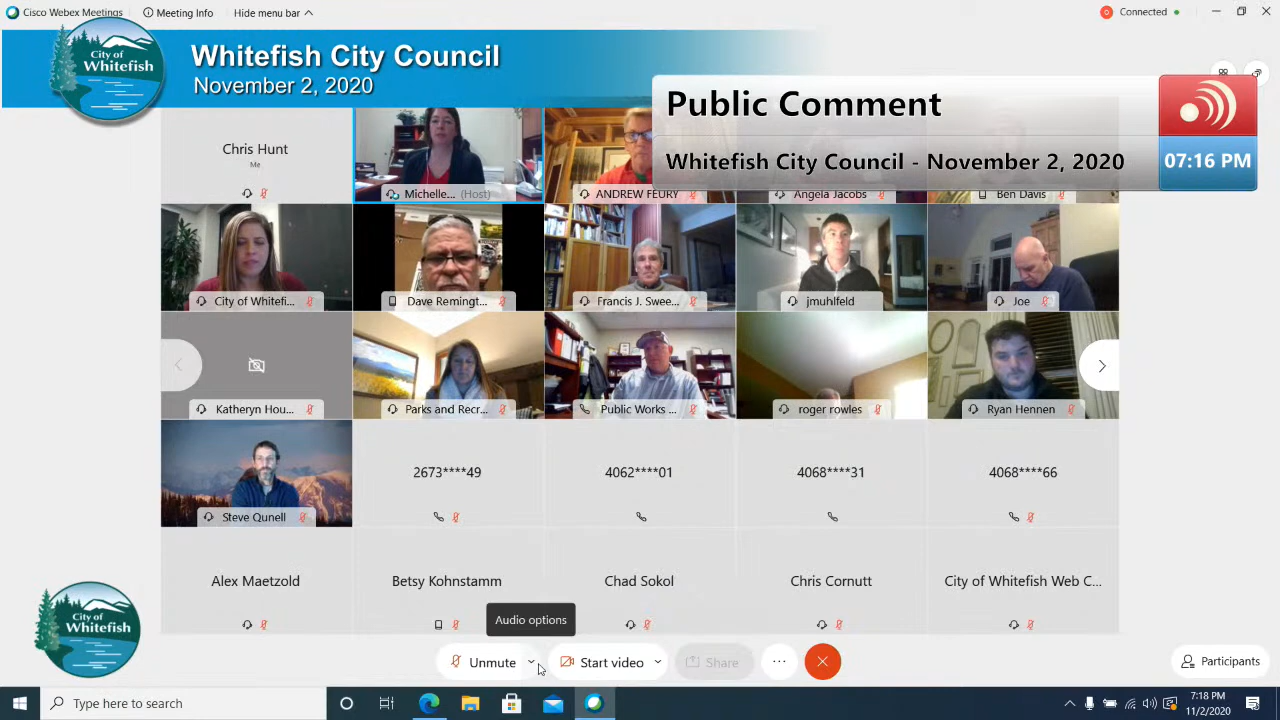 Cisco Webex Meetings
Meeting Info
Hide menu bar
Connected
City of
Whitefish
Whitefish City Council
November 2, 2020
Public Comment
Whitefish City Council - November 2, 2020
07:16 PM
Chris Hunt
Me
Michelle... (Host)
ANDREW FEURY
Angela Jacobs
Ben Davis
City of Whitefi...
Dave Remingt...
Francis J. Swee...
jmuhlfeld
Joe
Katheryn Hou...
Parks and Recr...
Public Works ...
roger rowles
Ryan Hennen
Steve Qunell
2673****49
4062****01
4068****31
4068****66
Alex Maetzold
Betsy Kohnstamm
Chad Sokol
Chris Cornutt
City of Whitefish Web C...
City of
Whitefish
Audio options
Unmute
Start video
Share
Participants
Type here to search
7:18 PM
11/2/2020